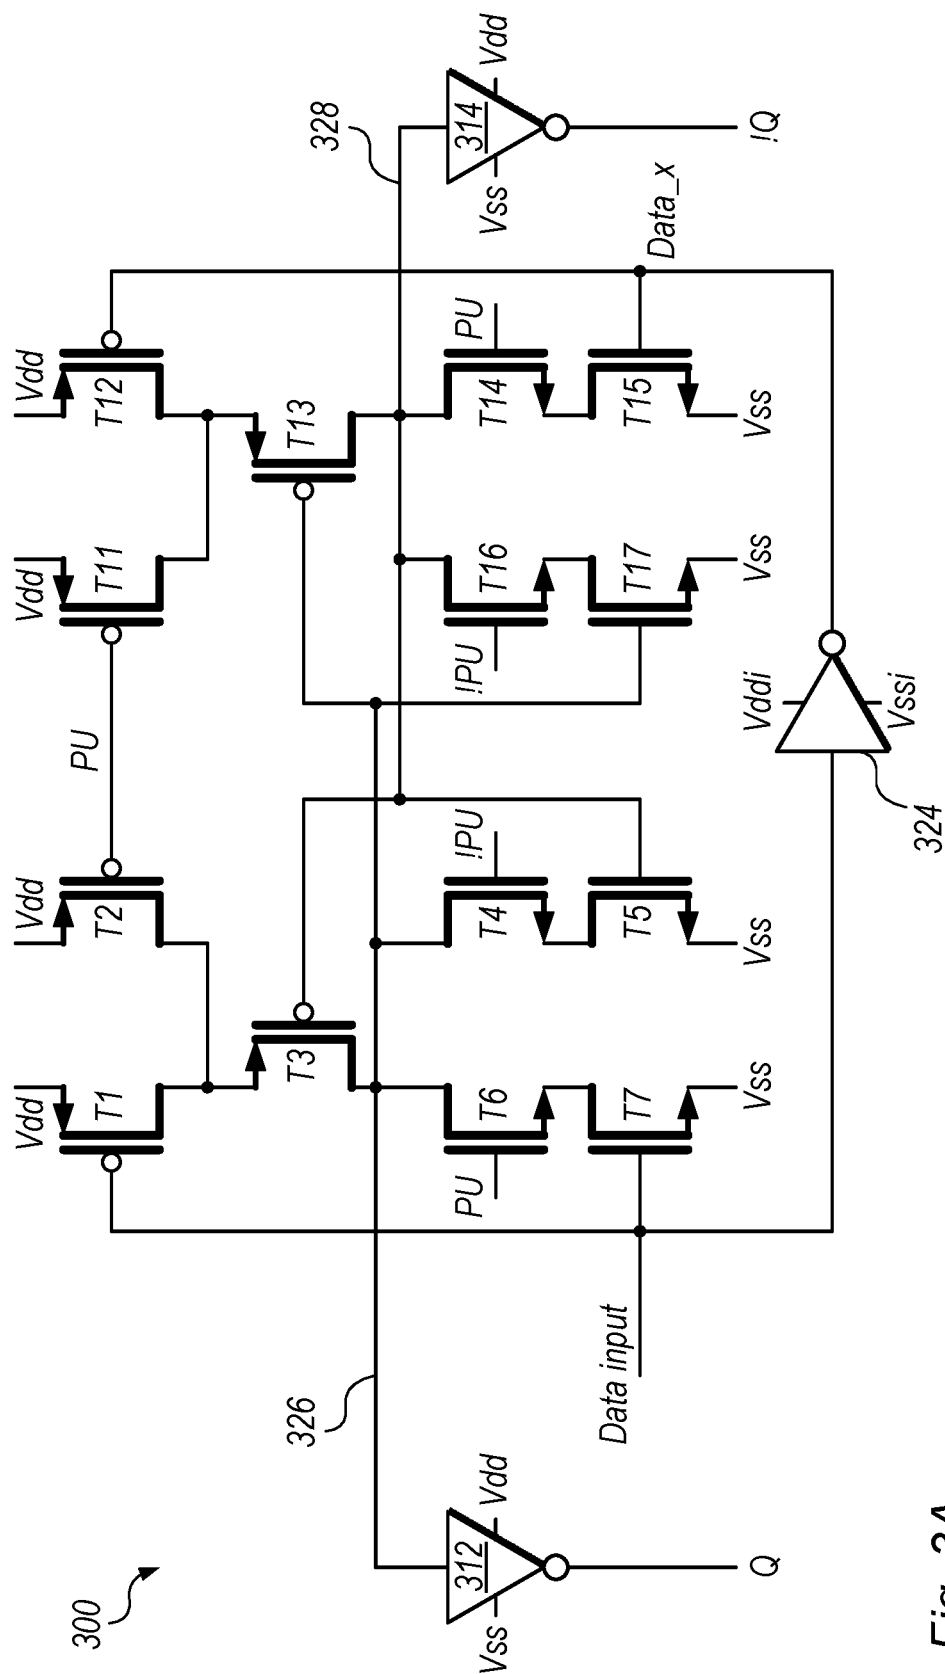 300
Vss
312
Vdd
Q
326
Data input
Vdd
T1
Vdd
T2
PU
T3
PU
T6
T7
Vss
!PU
T4
T5
Vss
Vdd
T11
Vdd
T12
T13
!PU
T16
T17
Vss
PU
T14
T15
Vss
Vddi
Vssi
324
Data_x
328
Vss
314
Vdd
!Q
Fig. 3A